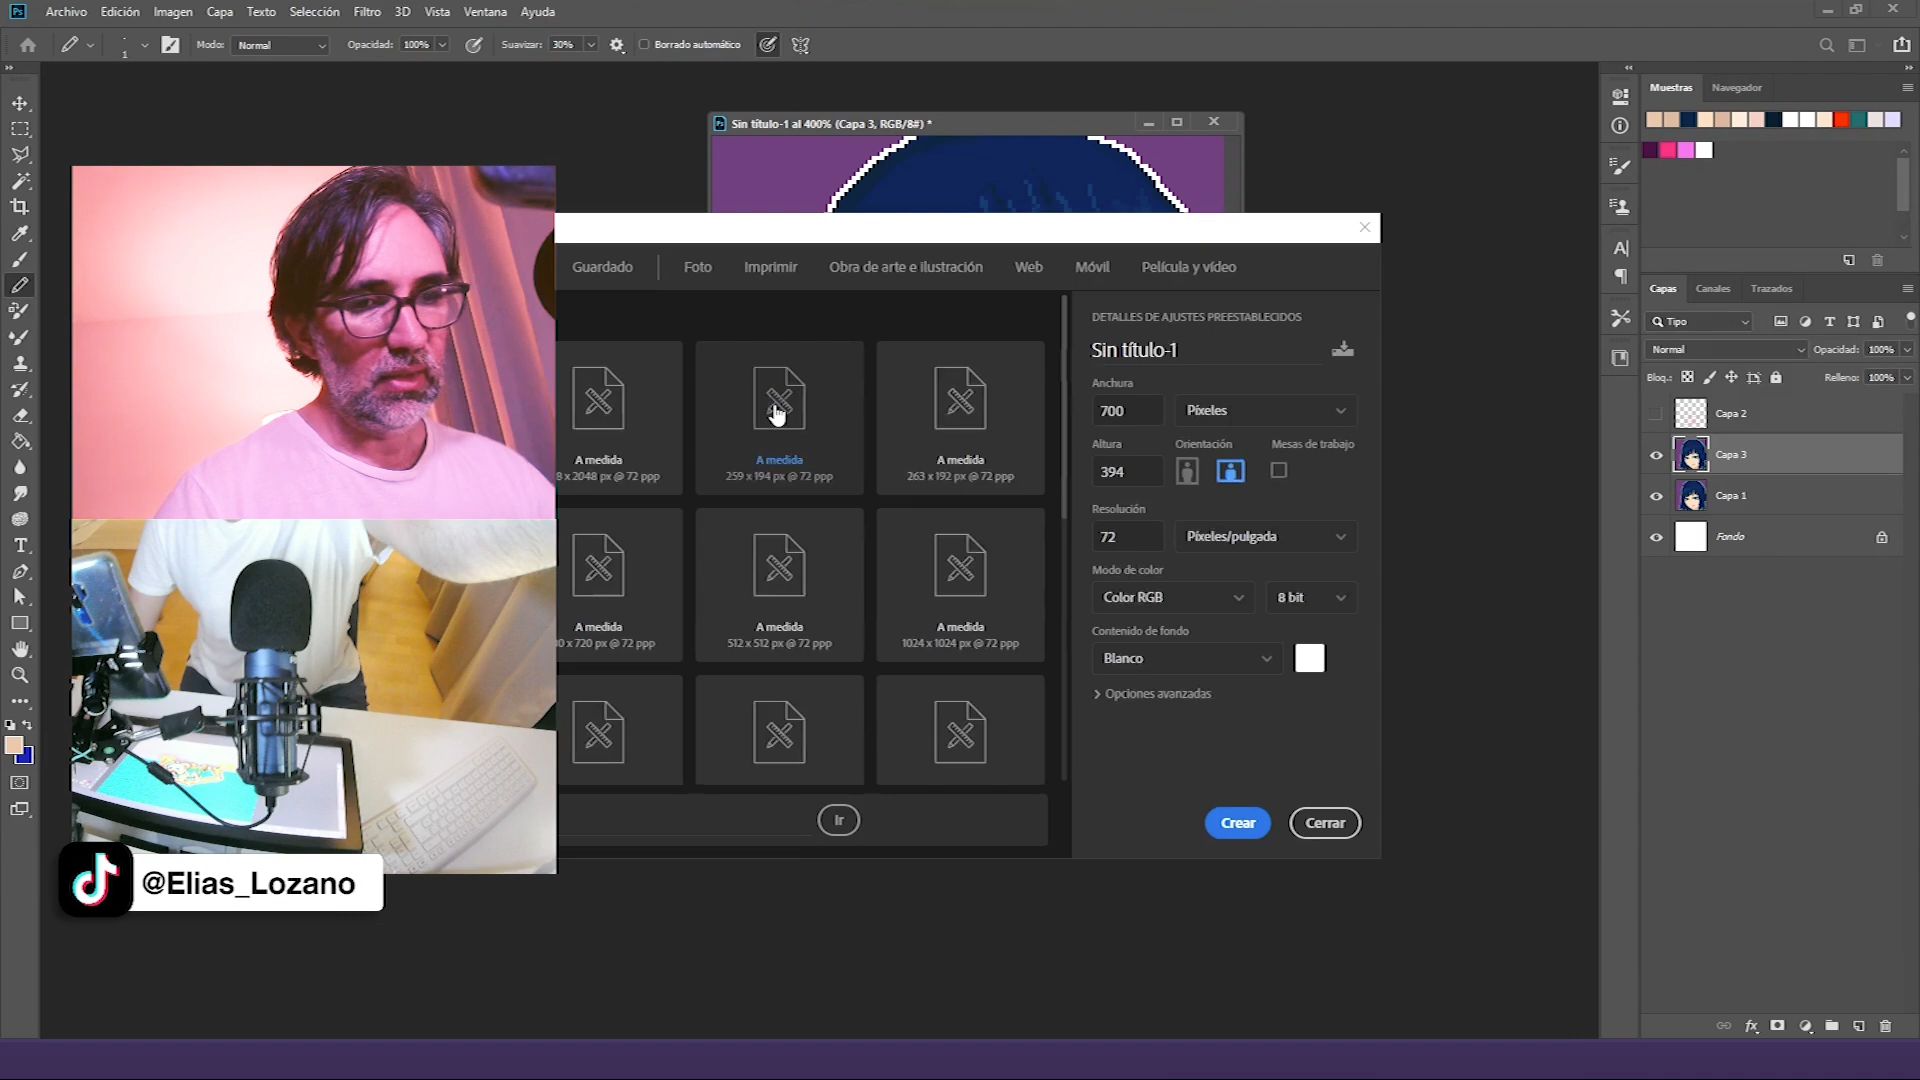 Ps Archivo Edición Imagen Capa Texto Selección Filtro 3D Vista Ventana Ayuda
1 Modo: Normal Opacidad: 100% Suavizar: 30% Borrado automático
Sin título-1 al 400% (Capa 3, RGB/8#) *
Guardado Foto Imprimir Obra de arte e ilustración Web Móvil Película y vídeo
A medida A medida A medida
8 x 2048 px @ 72 ppp 259 x 194 px @ 72 ppp 263 x 192 px @ 72 ppp
A medida A medida A medida
0 x 720 px @ 72 ppp 512 x 512 px @ 72 ppp 1024 x 1024 px @ 72 ppp
Ir
DETALLES DE AJUSTES PREESTABLECIDOS
Sin título-1
Anchura
700 Píxeles
Altura Orientación Mesas de trabajo
394
Resolución
72 Píxeles/pulgada
Modo de color
Color RGB 8 bit
Contenido de fondo
Blanco
Opciones avanzadas
Crear Cerrar
Muestras Navegador
Capas Canales Trazados
Tipo
Normal Opacidad: 100%
Bloq.: Relleno: 100%
Capa 2
Capa 3
Capa 1
Fondo
@Elias_Lozano